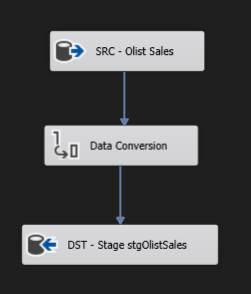 SRC - Olist Sales
Data Conversion
DST - Stage stgOlistSales